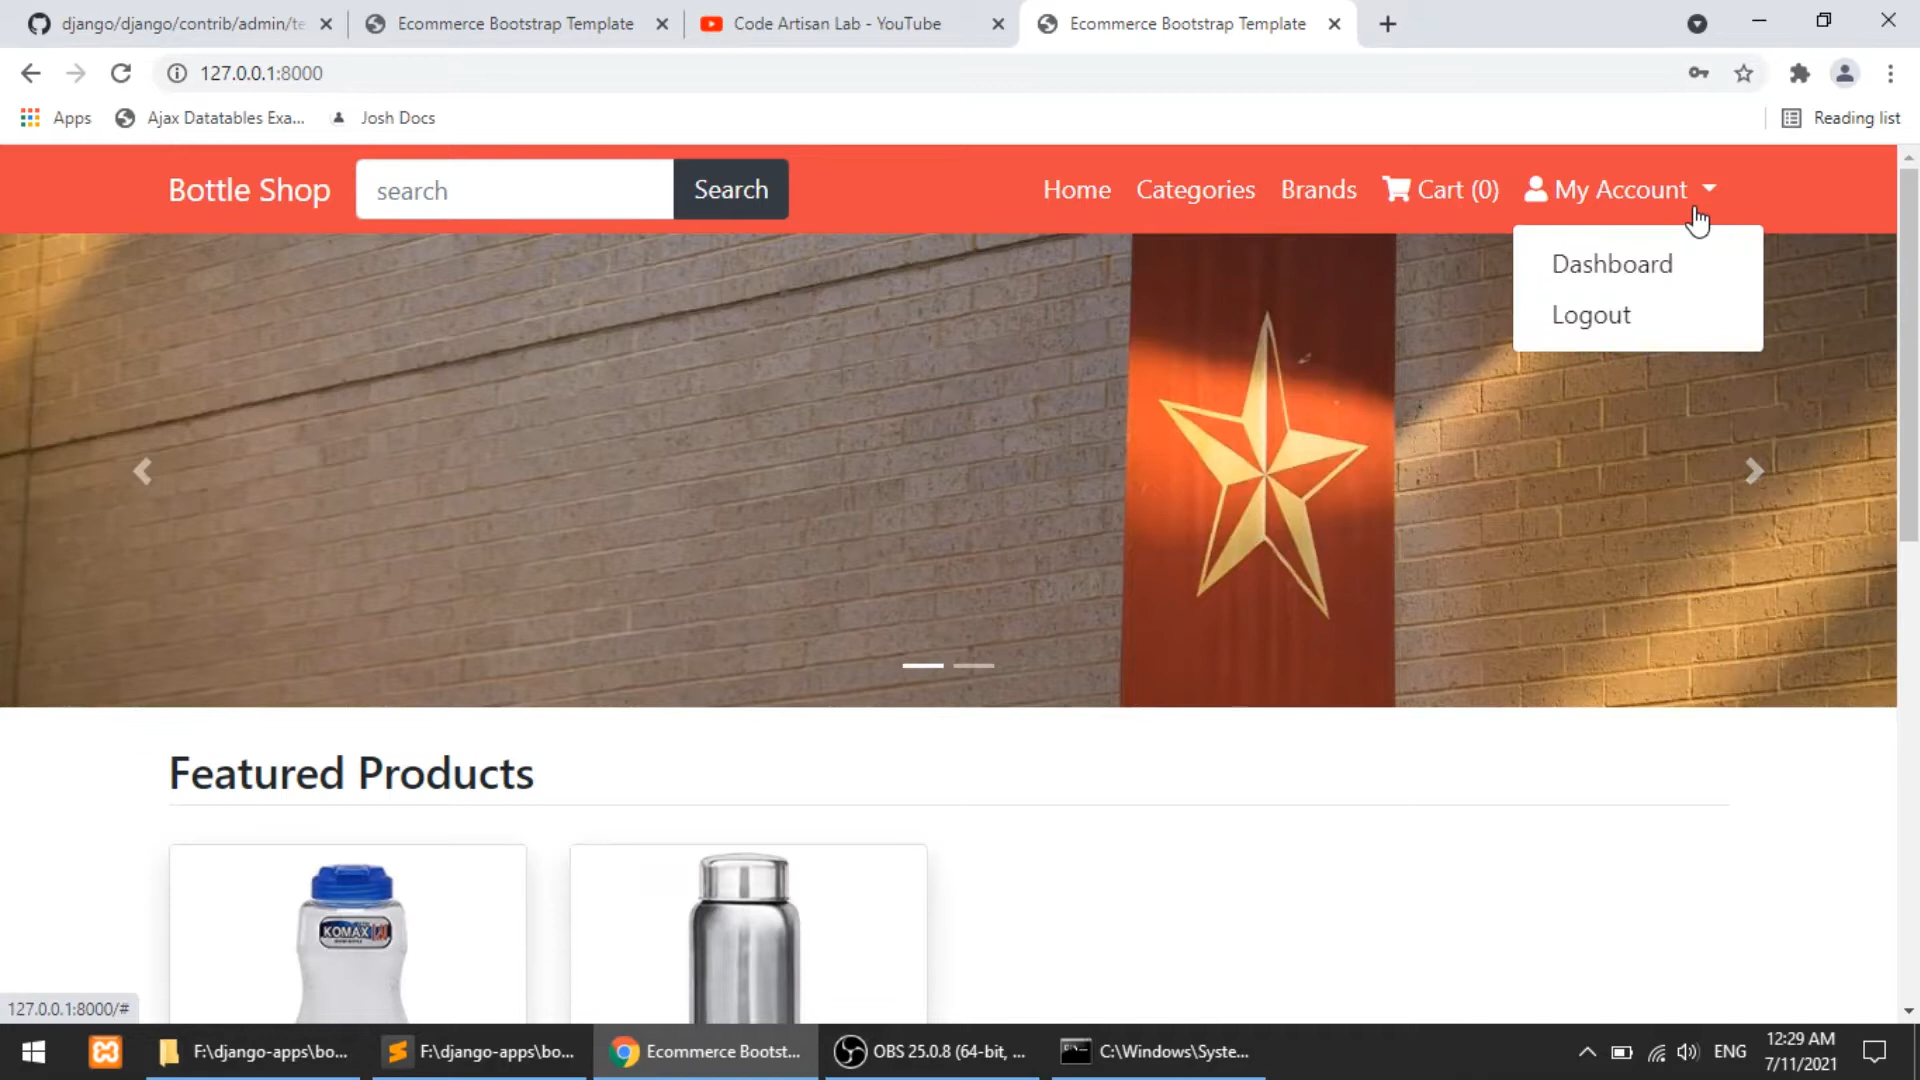 django/django/contrib/admin/te
Ecommerce Bootstrap Template
Code Artisan Lab - YouTube
Ecommerce Bootstrap Template
127.0.0.1:8000
Apps
Ajax Datatables Exa...
Josh Docs
Reading list
Bottle Shop
search
Search
Home
Categories
Brands
Cart (0)
My Account
Dashboard
Logout
Featured Products
KOMAX
127.0.0.1:8000/#
F:\django-apps\bo...
F:\django-apps\bo...
Ecommerce Bootst...
OBS 25.0.8 (64-bit, ...
C:\Windows\Syste...
ENG
12:29 AM
7/11/2021